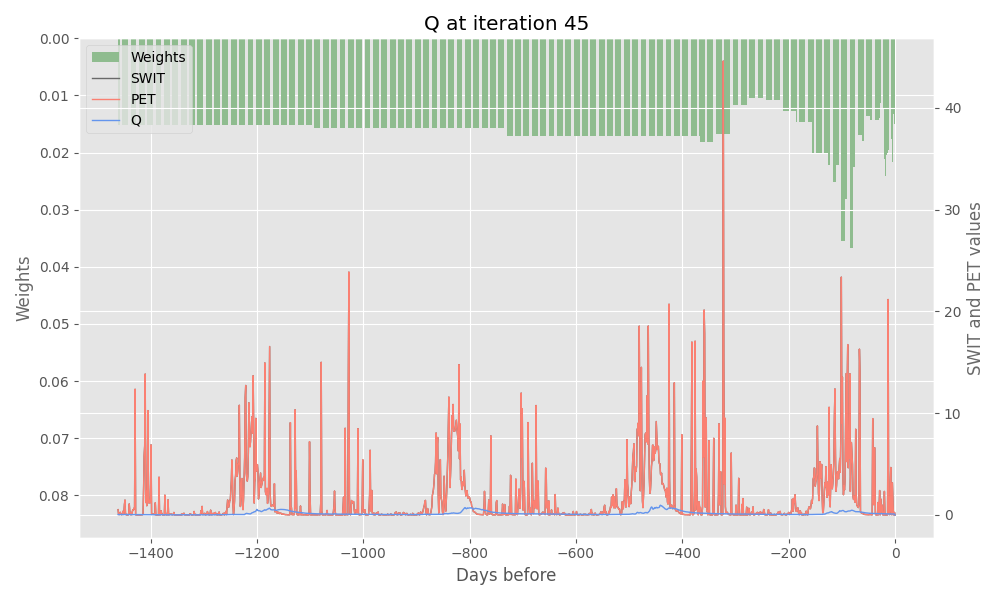 Q at iteration 45
0.00
0.01
0.02
0.03
0.04
0.05
0.06
0.07
0.08
Weights
Weights
SWIT
PET
Q
40
30
20
10
0
SWIT and PET values
−1400
−1200
−1000
−800
−600
−400
−200
0
Days before